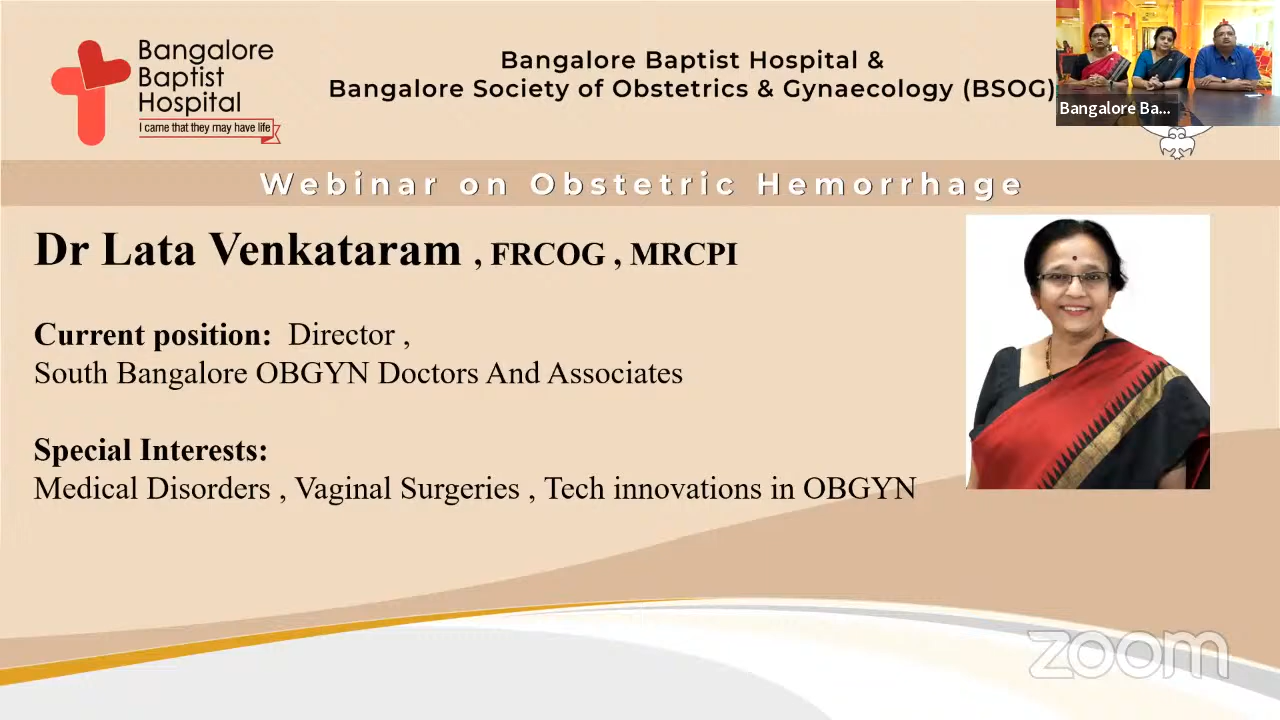 Bangalore
Baptist
Hospital
I came that they may have life
Bangalore Baptist Hospital &
Bangalore Society of Obstetrics & Gynaecology (BSOG)
Bangalore Ba...
Webinar on Obstetric Hemorrhage
Dr Lata Venkataram , FRCOG , MRCPI
Current position: Director ,
South Bangalore OBGYN Doctors And Associates
Special Interests:
Medical Disorders , Vaginal Surgeries , Tech innovations in OBGYN
zoom